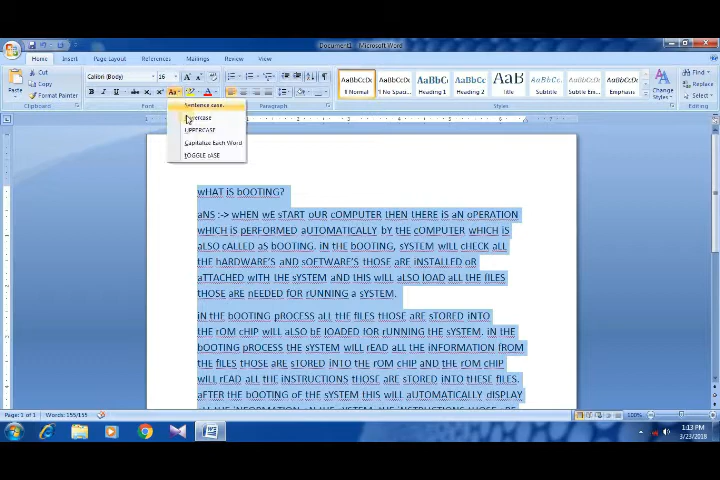 Document1 - Microsoft Word
Home Insert Page Layout References Mailings Review View
Cut
Copy
Format Painter
Paste
Clipboard
Calibri (Body) 16
Font
Paragraph
AaBbCcDc AaBbCcDc AaBbC AaBbCc AaB AaBbCc. AaBbCcDc AaBbCcDc
¶ Normal ¶ No Spaci... Heading 1 Heading 2 Title Subtitle Subtle Em... Emphasis
Change Styles
Styles
Find
Replace
Select
Editing
Sentence case.
UPPERCASE
Capitalize Each Word
tOGGLE cASE
wHAT iS bOOTING?
aNS :-> wHEN wE sTART oUR cOMPUTER tHEN tHERE iS aN oPERATION
wHICH iS pERFORMED aUTOMATICALLY bY tHE cOMPUTER wHICH iS
aLSO cALLED aS bOOTING. iN tHE bOOTING, sYSTEM wILL cHECK aLL
tHE hARDWARE'S aND sOFTWARE'S tHOSE aRE iNSTALLED oR
aTTACHED wITH tHE sYSTEM aND tHIS wILL aLSO lOAD aLL tHE fILES
tHOSE aRE nEEDED fOR rUNNING a sYSTEM.
iN tHE bOOTING pROCESS aLL tHE fILES tHOSE aRE sTORED iNTO
tHE rOM cHIP wILL aLSO bE lOADED fOR rUNNING tHE sYSTEM. iN tHE
bOOTING pROCESS tHE sYSTEM wILL rEAD aLL tHE iNFORMATION fROM
tHE fILES tHOSE aRE sTORED iNTO tHE rOM cHIP aND tHE rOM cHIP
wILL rEAD aLL tHE iNSTRUCTIONS tHOSE aRE sTORED iNTO tHESE fILES.
aFTER tHE bOOTING oF tHE sYSTEM tHIS wILL aUTOMATICALLY dISPLAY
Page: 1 of 1 Words: 155/155 100%
1:13 PM
3/23/2018